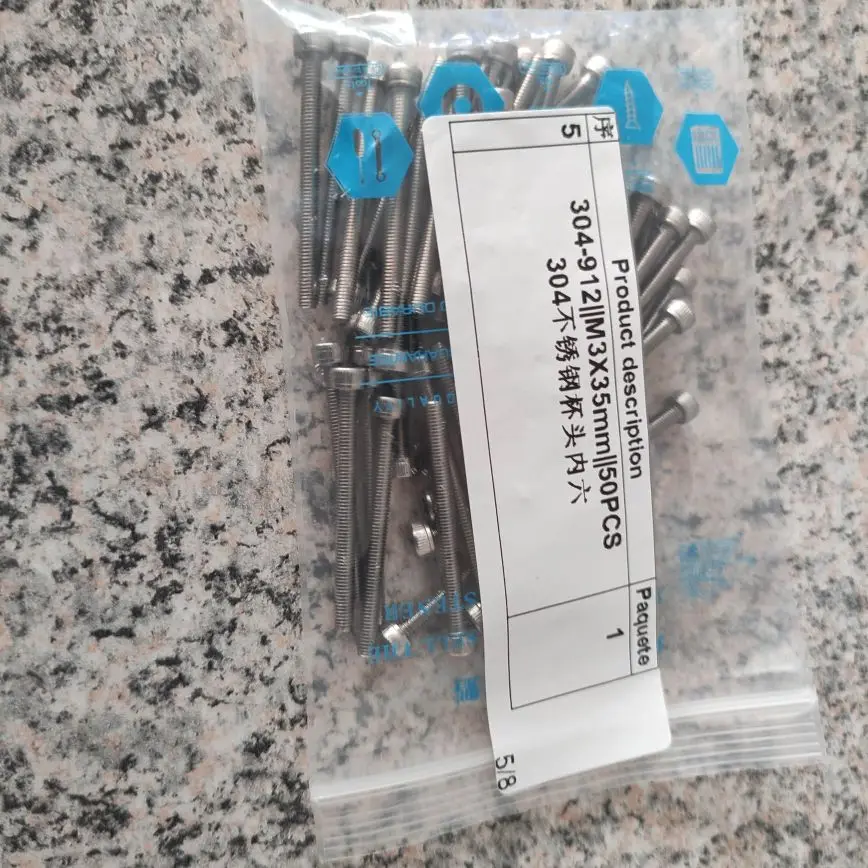 序
Product description
Paquete
5
304-912||M3X35mm||50PCS
304不锈钢杯头内六
1
5/8
QUALITY